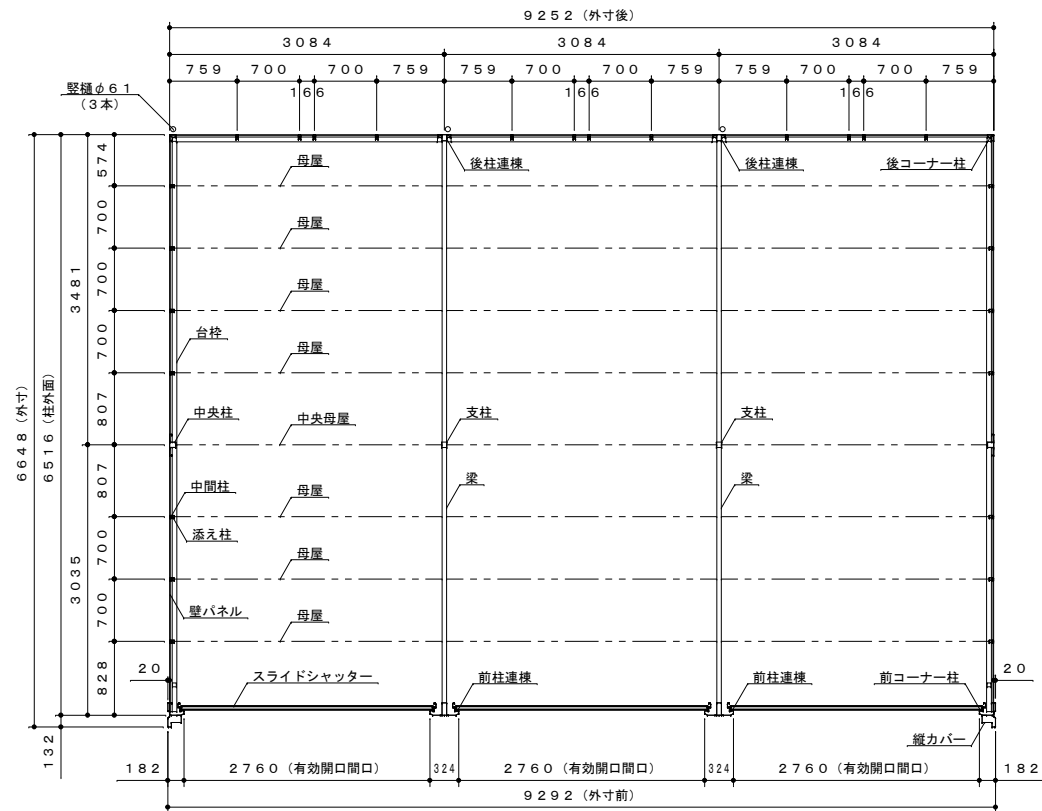 ９２５２（外寸後）
３０８４ ３０８４ ３０８４
７５９ ７００ ７００ ７５９ ７５９ ７００ ７００ ７５９ ７５９ ７００ ７００ ７５９
１６６ １６６ １６６
竪樋φ６１
（３本）
後柱連棟 後柱連棟 後コーナー柱
母屋
母屋
母屋
台枠
母屋
中央柱 中央母屋 支柱 支柱
中間柱 母屋 梁 梁
添え柱
母屋
壁パネル 母屋
スライドシャッター 前柱連棟 前柱連棟 前コーナー柱
縦カバー
６６４８（外寸）
６５１６（柱外面）
３４８１
３０３５
１３２
５７４
７００
７００
７００
８０７
８０７
７００
７００
８２８
２０ ２０
１８２ ２７６０（有効開口間口） 324 ２７６０（有効開口間口） 324 ２７６０（有効開口間口） １８２
９２９２（外寸前）